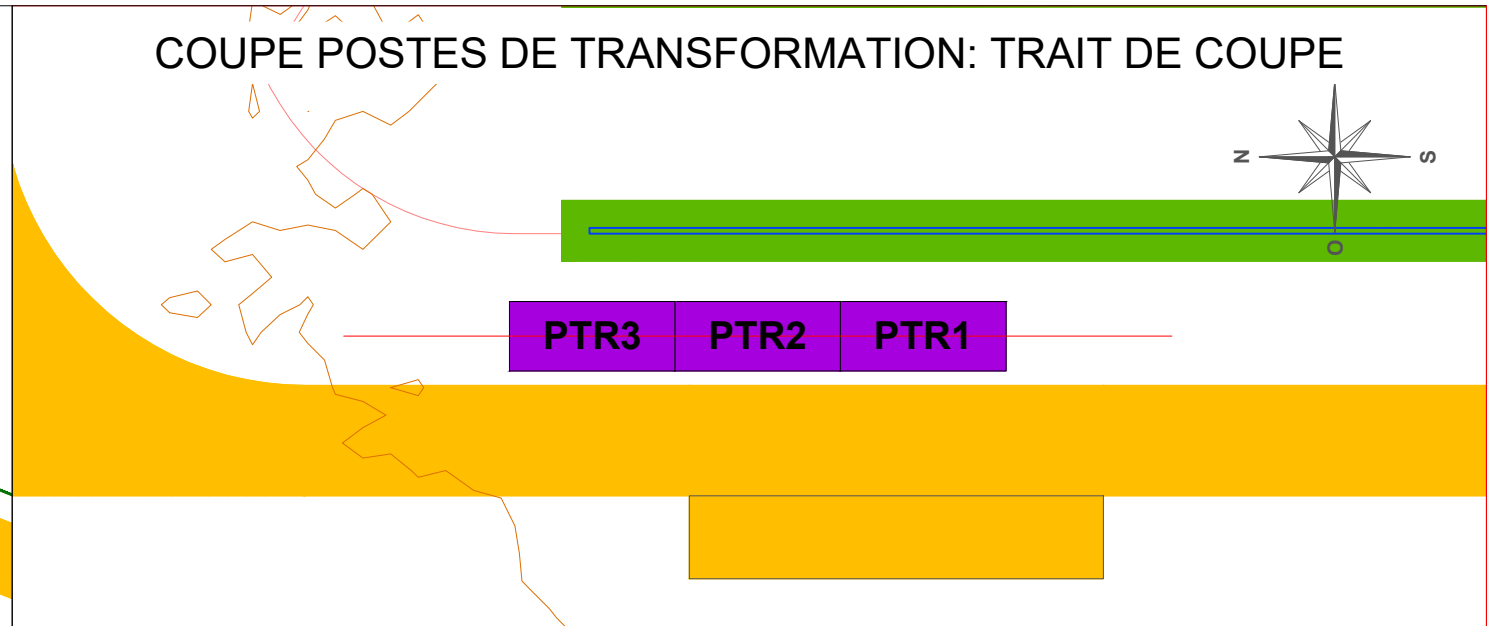 COUPE POSTES DE TRANSFORMATION: TRAIT DE COUPE
N
S
O
PTR3 PTR2 PTR1